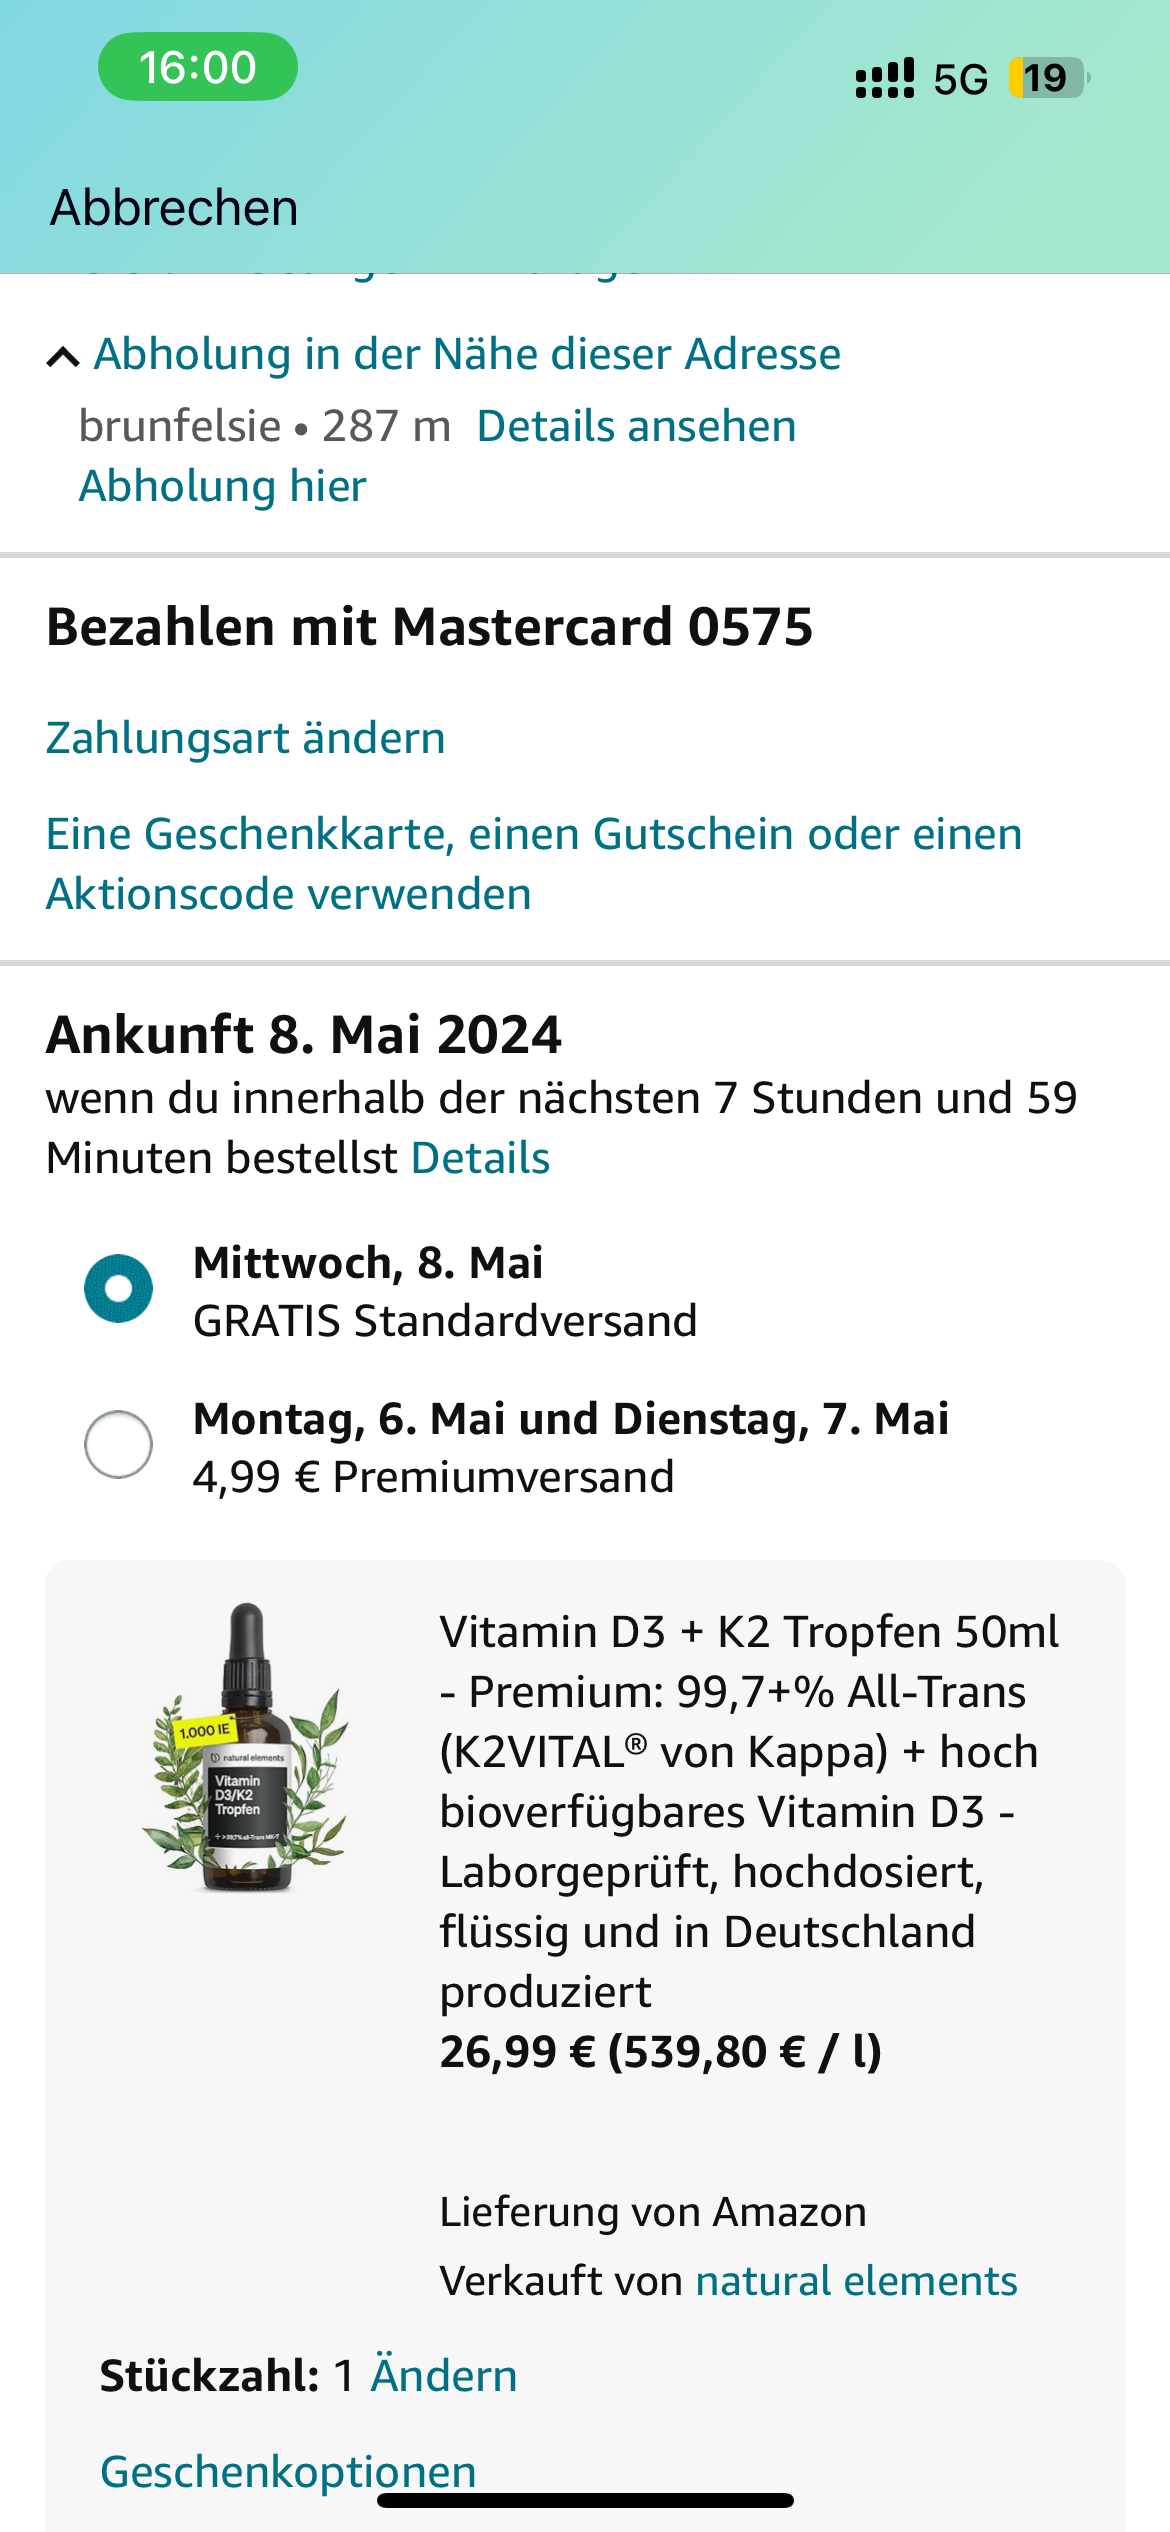 16:00
5G
19
Abbrechen
Abholung in der Nähe dieser Adresse
brunfelsie • 287 m Details ansehen
Abholung hier
Bezahlen mit Mastercard 0575
Zahlungsart ändern
Eine Geschenkkarte, einen Gutschein oder einen
Aktionscode verwenden
Ankunft 8. Mai 2024
wenn du innerhalb der nächsten 7 Stunden und 59
Minuten bestellst Details
Mittwoch, 8. Mai
GRATIS Standardversand
Montag, 6. Mai und Dienstag, 7. Mai
4,99 € Premiumversand
1.000 IE
natural elements
Vitamin
D3/K2
Tropfen
Vitamin D3 + K2 Tropfen 50ml
- Premium: 99,7+% All-Trans
(K2VITAL® von Kappa) + hoch
bioverfügbares Vitamin D3 -
Laborgeprüft, hochdosiert,
flüssig und in Deutschland
produziert
26,99 € (539,80 € / l)
Lieferung von Amazon
Verkauft von natural elements
Stückzahl: 1 Ändern
Geschenkoptionen